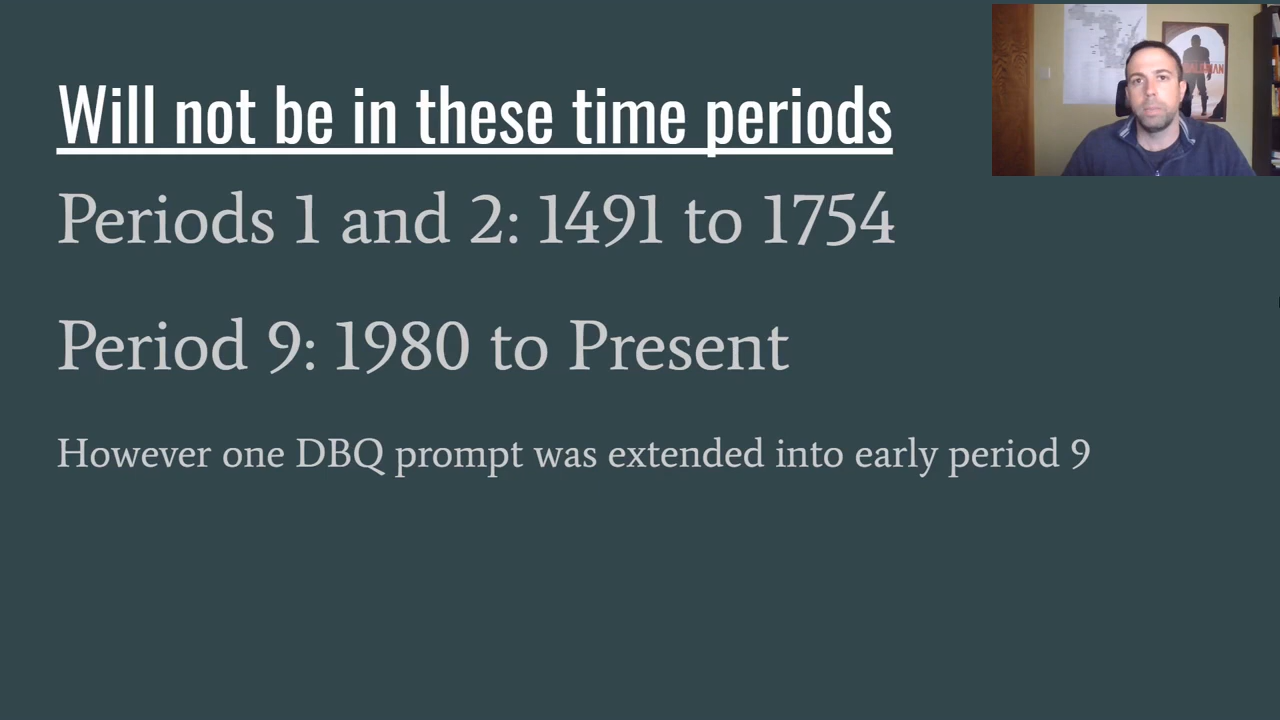 Will not be in these time periods
Periods 1 and 2: 1491 to 1754
Period 9: 1980 to Present
However one DBQ prompt was extended into early period 9